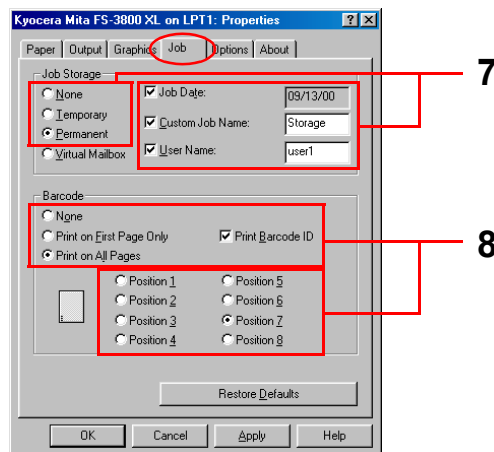 Kyocera Mita FS-3800 XL on LPT1: Properties
Paper Output Graphics Job Options About
Job Storage
None
Temporary
Permanent
Virtual Mailbox
Job Date: 09/13/00
Custom Job Name: Storage
User Name: user1
7
Barcode
None
Print on First Page Only Print Barcode ID
Print on All Pages
8
Position 1 Position 5
Position 2 Position 6
Position 3 Position 7
Position 4 Position 8
Restore Defaults
OK Cancel Apply Help